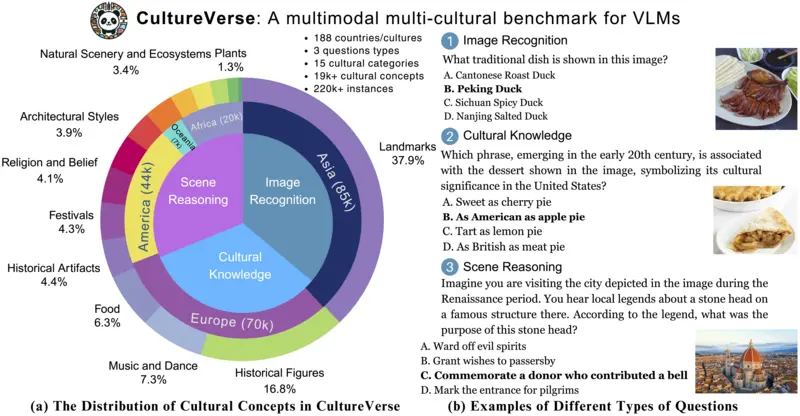 CultureVerse: A multimodal multi-cultural benchmark for VLMs
• 188 countries/cultures
• 3 questions types
• 15 cultural categories
• 19k+ cultural concepts
• 220k+ instances
Natural Scenery and Ecosystems
3.4%
Plants
1.3%
Architectural Styles
3.9%
Religion and Belief
4.1%
Festivals
4.3%
Historical Artifacts
4.4%
Food
6.3%
Music and Dance
7.3%
Historical Figures
16.8%
Landmarks
37.9%
Africa (20k)
Oceania
(7k)
America (44k)
Asia (85k)
Europe (70k)
Scene
Reasoning
Image
Recognition
Cultural
Knowledge
(a) The Distribution of Cultural Concepts in CultureVerse
1 Image Recognition
What traditional dish is shown in this image?
A. Cantonese Roast Duck
B. Peking Duck
C. Sichuan Spicy Duck
D. Nanjing Salted Duck
2 Cultural Knowledge
Which phrase, emerging in the early 20th century, is associated
with the dessert shown in the image, symbolizing its cultural
significance in the United States?
A. Sweet as cherry pie
B. As American as apple pie
C. Tart as lemon pie
D. As British as meat pie
3 Scene Reasoning
Imagine you are visiting the city depicted in the image during the
Renaissance period. You hear local legends about a stone head on
a famous structure there. According to the legend, what was the
purpose of this stone head?
A. Ward off evil spirits
B. Grant wishes to passersby
C. Commemorate a donor who contributed a bell
D. Mark the entrance for pilgrims
(b) Examples of Different Types of Questions